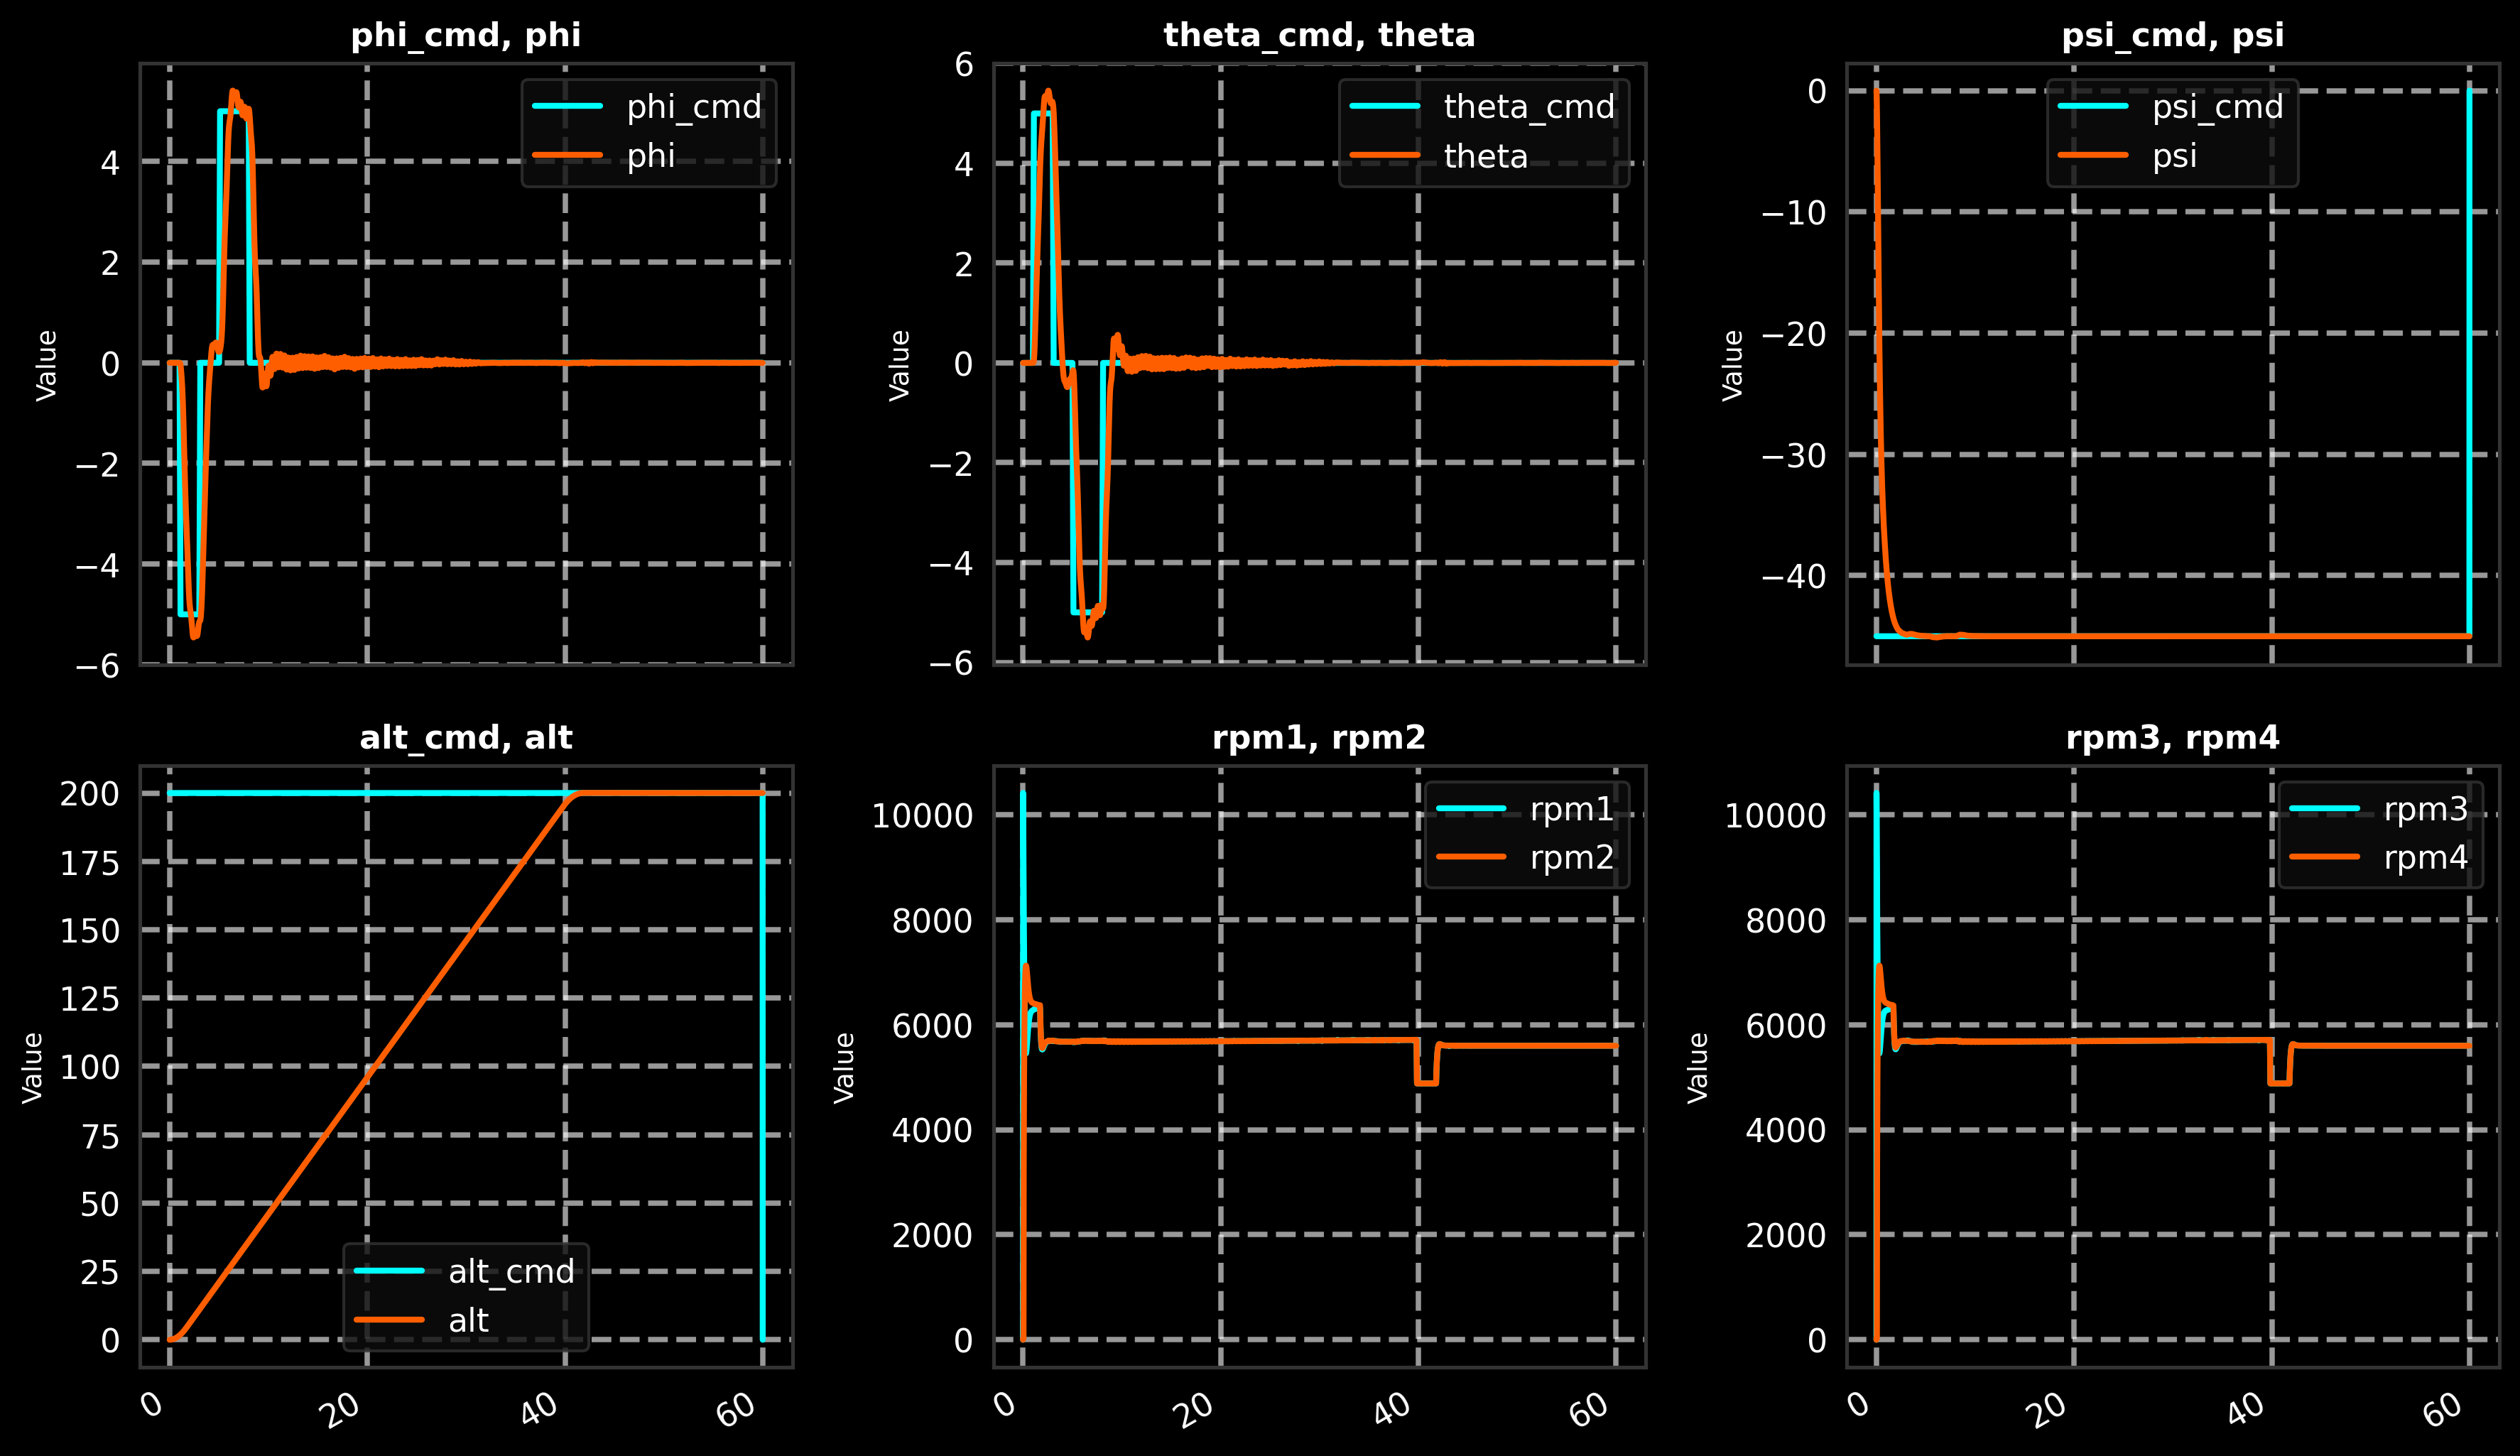 phi_cmd, phi
theta_cmd, theta
psi_cmd, psi
Value
4
2
0
−2
−4
−6
phi_cmd
phi
Value
6
4
2
0
−2
−4
−6
theta_cmd
theta
Value
0
−10
−20
−30
−40
psi_cmd
psi
alt_cmd, alt
rpm1, rpm2
rpm3, rpm4
Value
200
175
150
125
100
75
50
25
0
alt_cmd
alt
0
20
40
60
Value
10000
8000
6000
4000
2000
0
rpm1
rpm2
0
20
40
60
Value
10000
8000
6000
4000
2000
0
rpm3
rpm4
0
20
40
60